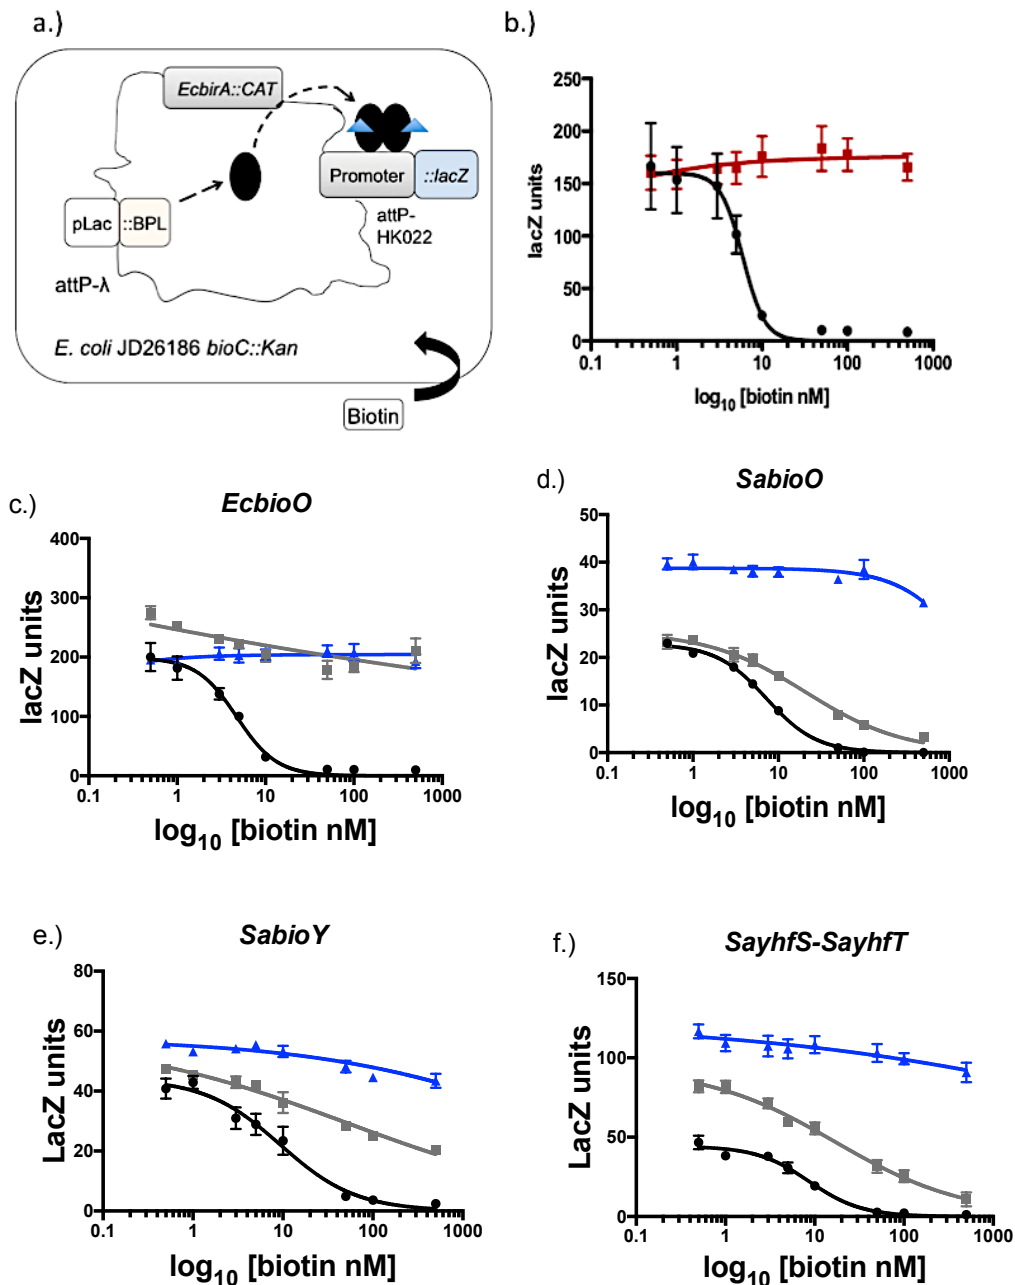 a.)
EcbirA::CAT
Promoter
::lacZ
pLac
::BPL
attP-
HK022
attP-λ
E. coli JD26186 bioC::Kan
Biotin
b.)
250
200
150
100
50
0
lacZ units
0.1
1
10
100
1000
log10 [biotin nM]
c.)
EcbioO
400
300
200
100
0
lacZ units
0.1
1
10
100
1000
log10 [biotin nM]
d.)
SabioO
50
40
30
20
10
0
lacZ units
0.1
1
10
100
1000
log10 [biotin nM]
e.)
SabioY
80
60
40
20
0
LacZ units
0.1
1
10
100
1000
log10 [biotin nM]
f.)
SayhfS-SayhfT
150
100
50
0
LacZ units
0.1
1
10
100
1000
log10 [biotin nM]